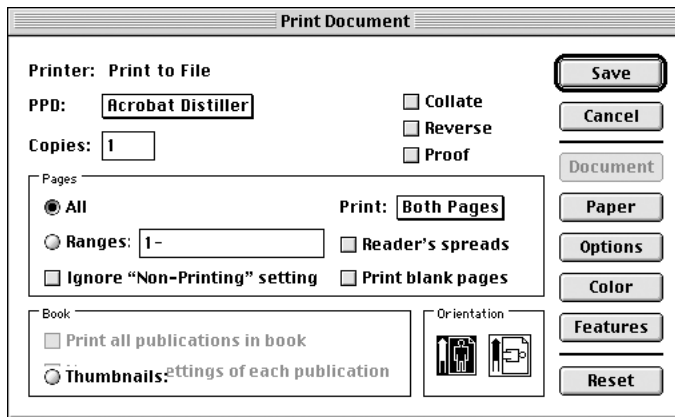 Print Document
Printer: Print to File
PPD: Acrobat Distiller
Copies: 1
Collate
Reverse
Proof
Pages
All
Print: Both Pages
Ranges: 1-
Reader's spreads
Ignore “Non-Printing” setting
Print blank pages
Book
Print all publications in book
Thumbnails:
of each publication
Orientation
Save
Cancel
Document
Paper
Options
Color
Features
Reset